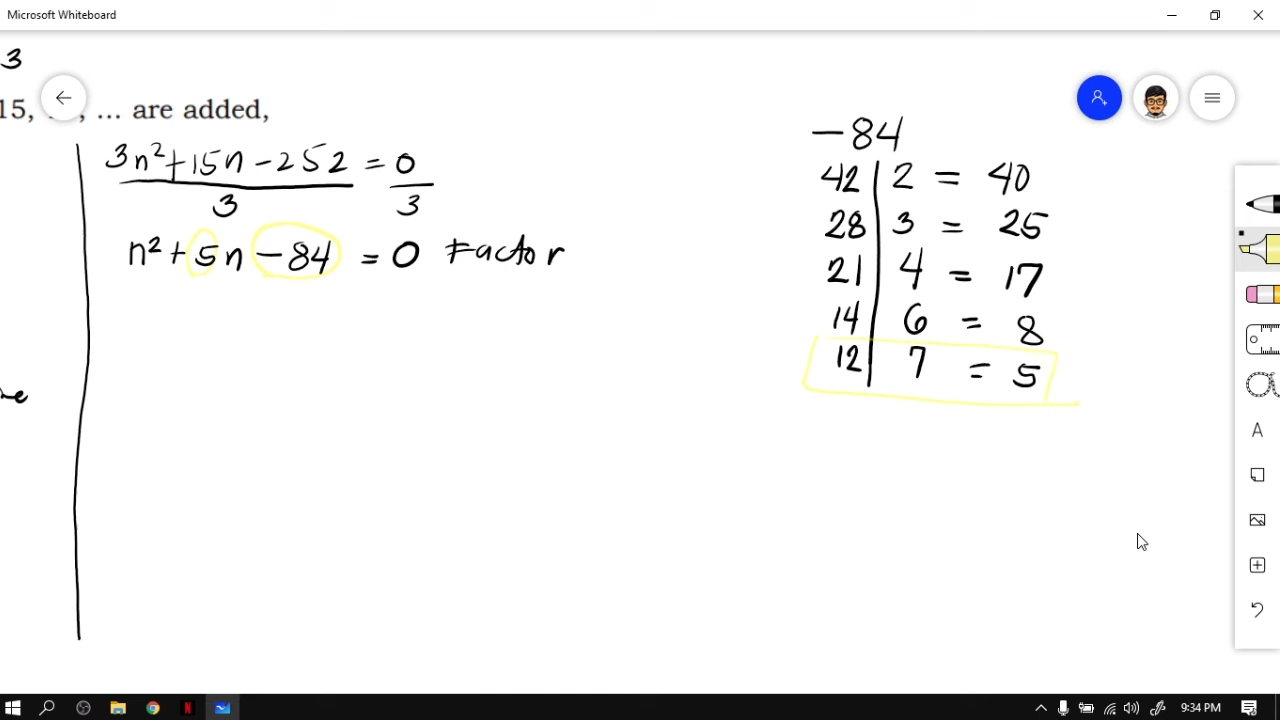 Microsoft Whiteboard
3
15, , ... are added,
3n² + 15n - 252 = 0
3 3
n² + 5n - 84 = 0 Factor
-84
42 | 2 = 40
28 | 3 = 25
21 | 4 = 17
14 | 6 = 8
12 | 7 = 5
A
9:34 PM